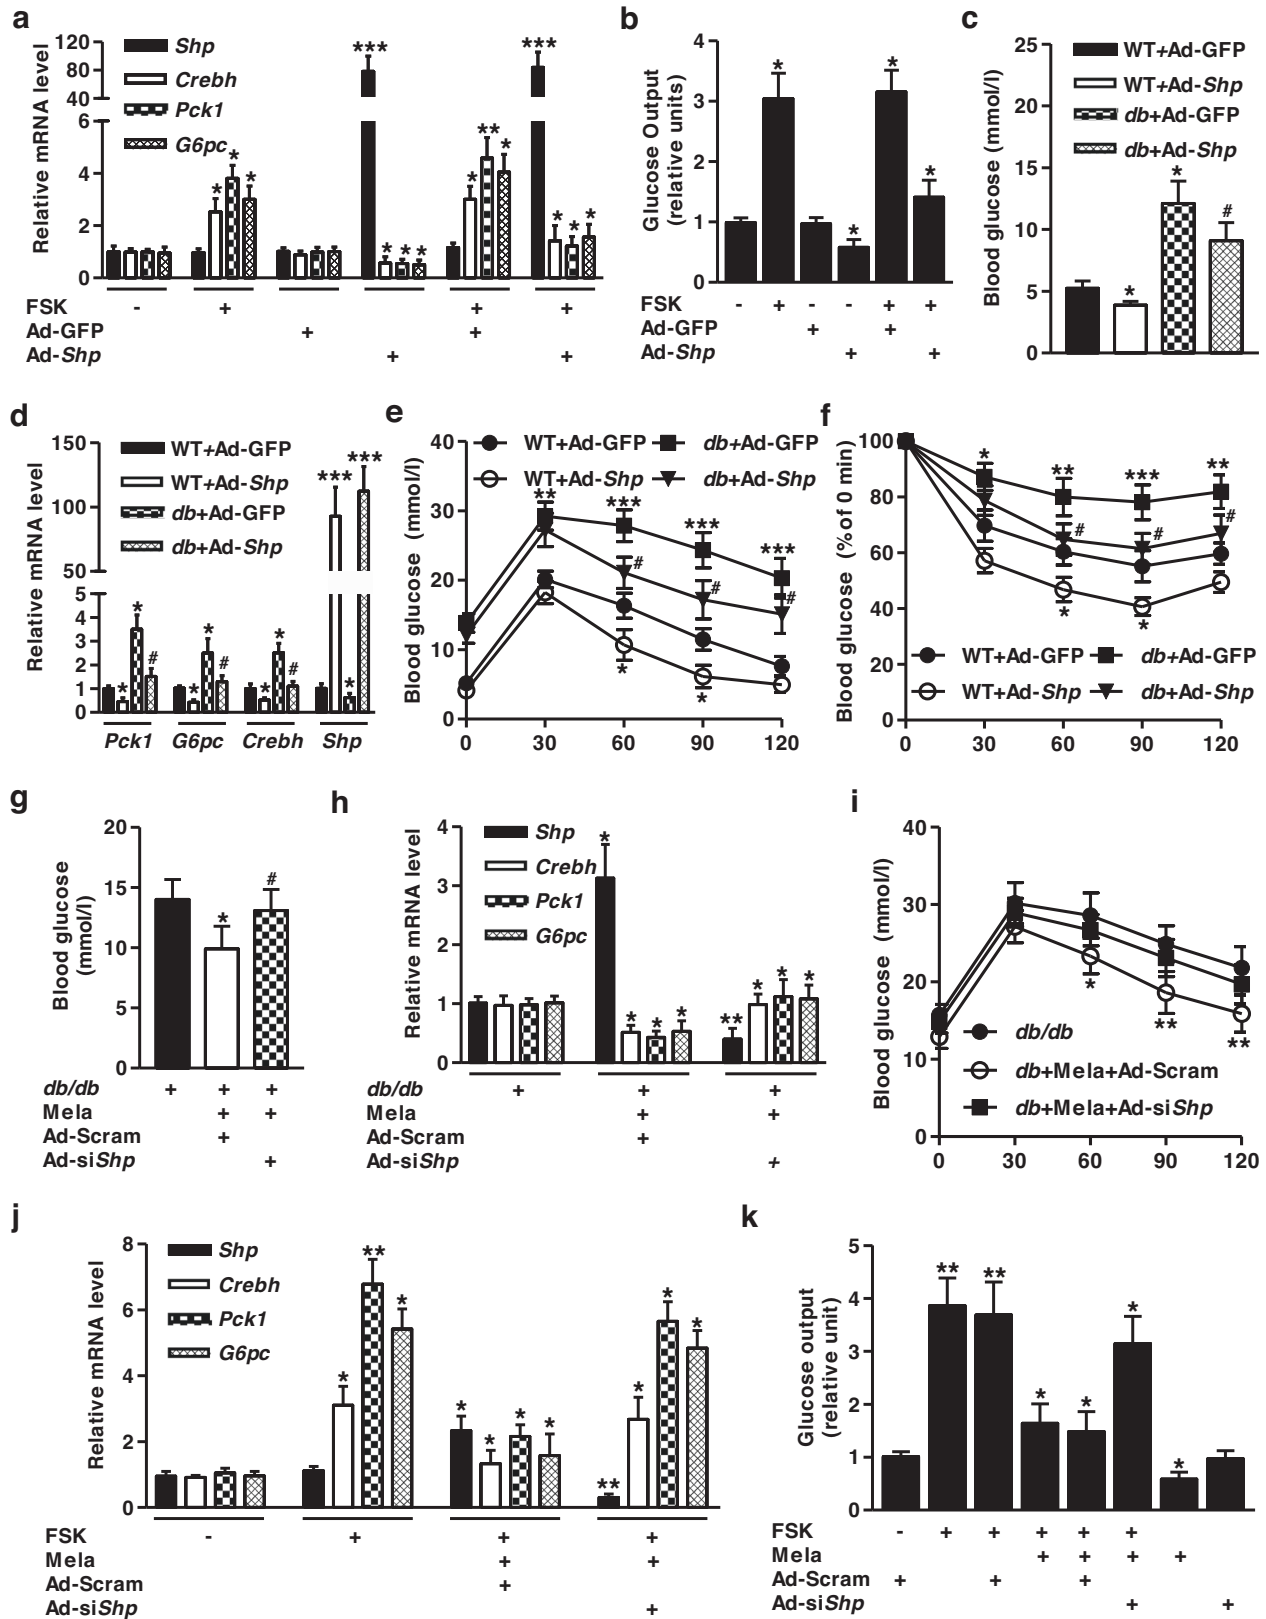 a
Relative mRNA level
120
80
40
6
4
2
0
Shp
Crebh
Pck1
G6pc
*** * * * *** * * * * ** * *** * * *
FSK - + + +
Ad-GFP + +
Ad-Shp + +
b
Glucose Output
(relative units)
4
3
2
1
0
* * * *
FSK - + - - + +
Ad-GFP + +
Ad-Shp + +
c
Blood glucose (mmol/l)
25
20
15
10
5
0
WT+Ad-GFP
WT+Ad-Shp
db+Ad-GFP
db+Ad-Shp
* * #
d
Relative mRNA level
150
100
50
5
4
3
2
1
0
WT+Ad-GFP
WT+Ad-Shp
db+Ad-GFP
db+Ad-Shp
* * # * * # * * # *** * ***
Pck1 G6pc Crebh Shp
e
Blood glucose (mmol/l)
40
30
20
10
0
WT+Ad-GFP db+Ad-GFP
WT+Ad-Shp db+Ad-Shp
** *** *** ***
# # #
* *
0 30 60 90 120
f
Blood glucose (%of 0 min)
100
80
60
40
20
0
* ** *** **
# # #
* *
WT+Ad-GFP db+Ad-GFP
WT+Ad-Shp db+Ad-Shp
0 30 60 90 120
g
Blood glucose
(mmol/l)
20
15
10
5
0
* #
db/db + + +
Mela + +
Ad-Scram +
Ad-siShp +
h
Relative mRNA level
4
3
2
1
0
Shp
Crebh
Pck1
G6pc
* * * * ** * * *
db/db + + +
Mela + +
Ad-Scram +
Ad-siShp +
i
Blood glucose (mmol/l)
40
30
20
10
0
* ** **
db/db
db+Mela+Ad-Scram
db+Mela+Ad-siShp
0 30 60 90 120
j
Relative mRNA level
8
6
4
2
0
Shp
Crebh
Pck1
G6pc
* ** * * * * * ** * * *
FSK - + + +
Mela + +
Ad-Scram +
Ad-siShp +
k
Glucose output
(relative unit)
5
4
3
2
1
0
** ** * * * *
FSK - + + + + +
Mela + + + +
Ad-Scram + + +
Ad-siShp + +